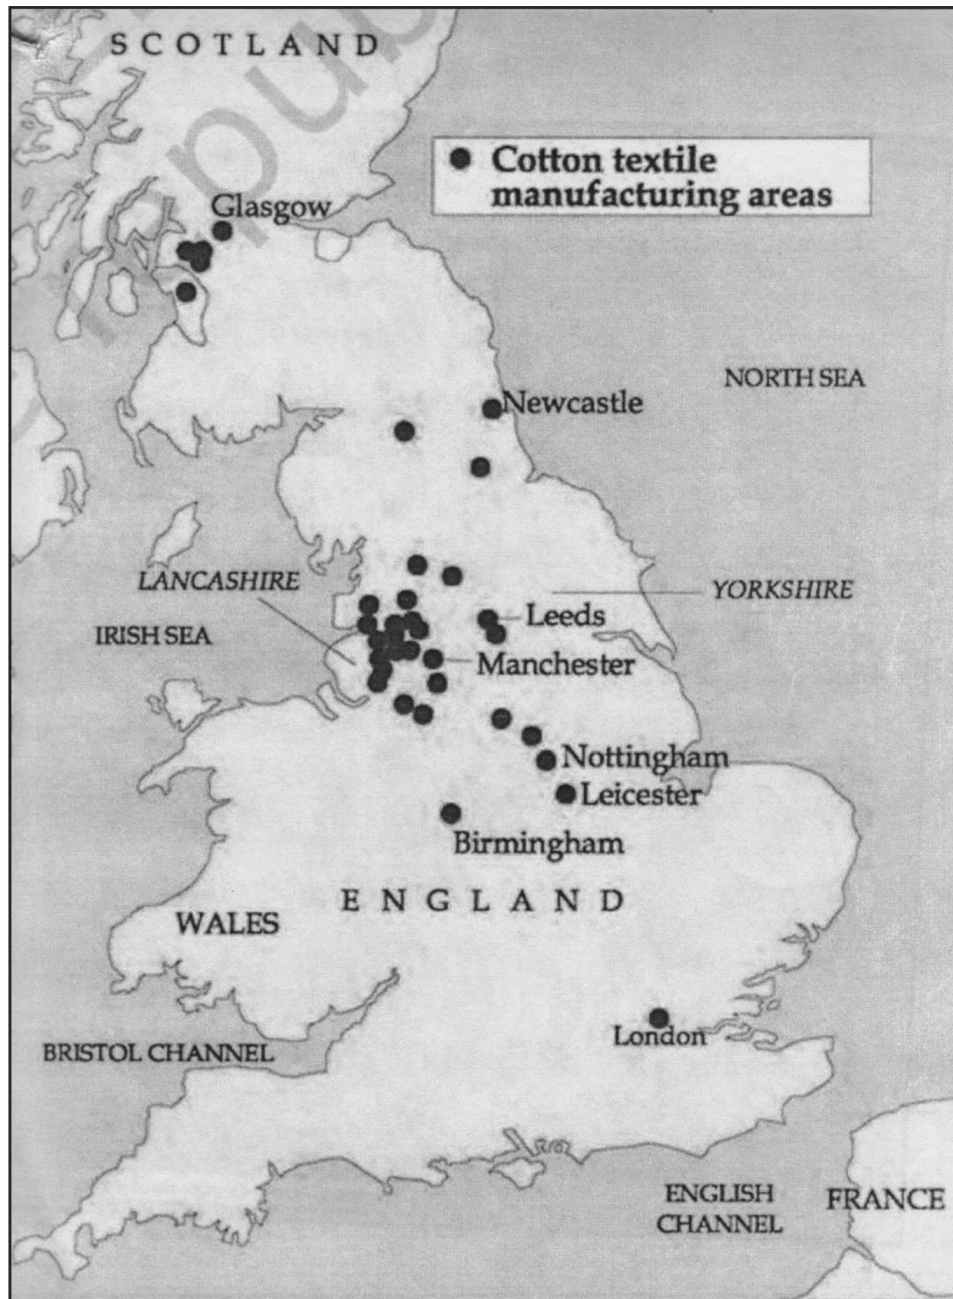 SCOTLAND
Cotton textile
manufacturing areas
Glasgow
NORTH SEA
Newcastle
LANCASHIRE
YORKSHIRE
Leeds
IRISH SEA
Manchester
Nottingham
Leicester
Birmingham
ENGLAND
WALES
London
BRISTOL CHANNEL
ENGLISH
CHANNEL
FRANCE